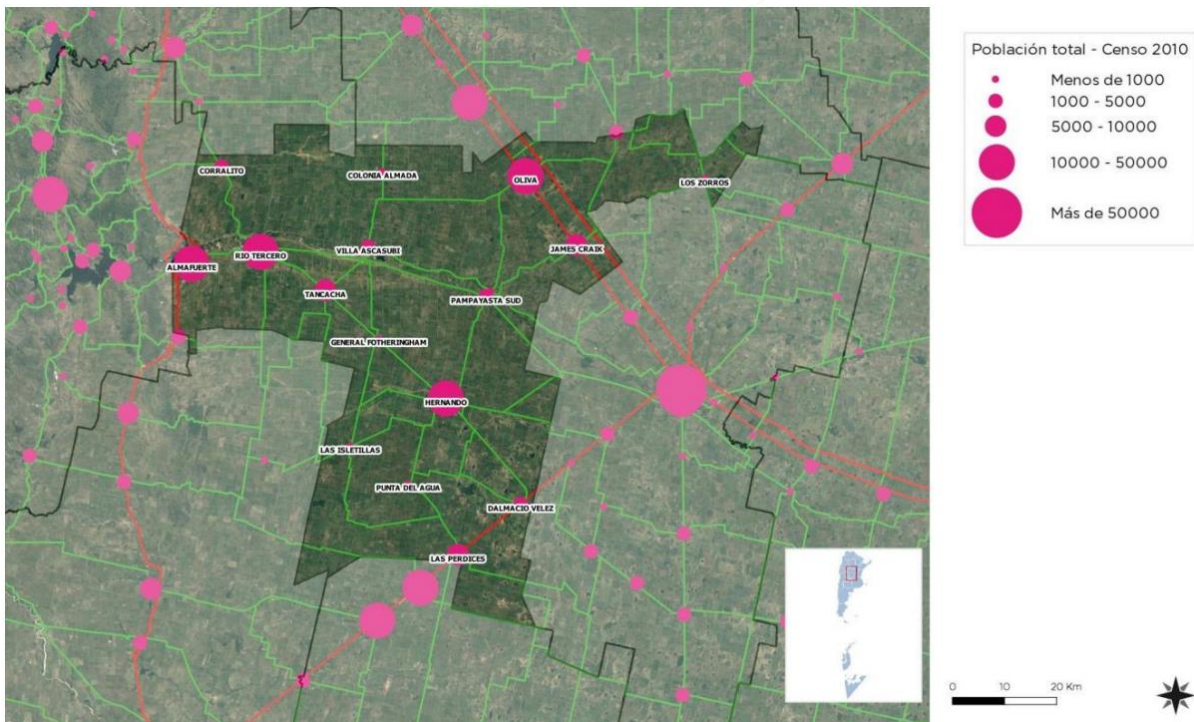 Población total - Censo 2010
Menos de 1000
1000 - 5000
5000 - 10000
10000 - 50000
Más de 50000
CORRALITO
COLONIA ALMADA
OLIVA
LOS ZORROS
ALMAFUERTE
RIO TERCERO
VILLA ASCASUBI
JAMES CRAIK
TANCACHA
PAMPAYASTA SUD
GENERAL FOTHERINGHAM
HERNANDO
LAS ISLETILLAS
PUNTA DEL AGUA
DALMACIO VELEZ
LAS PERDICES
0 10 20 Km